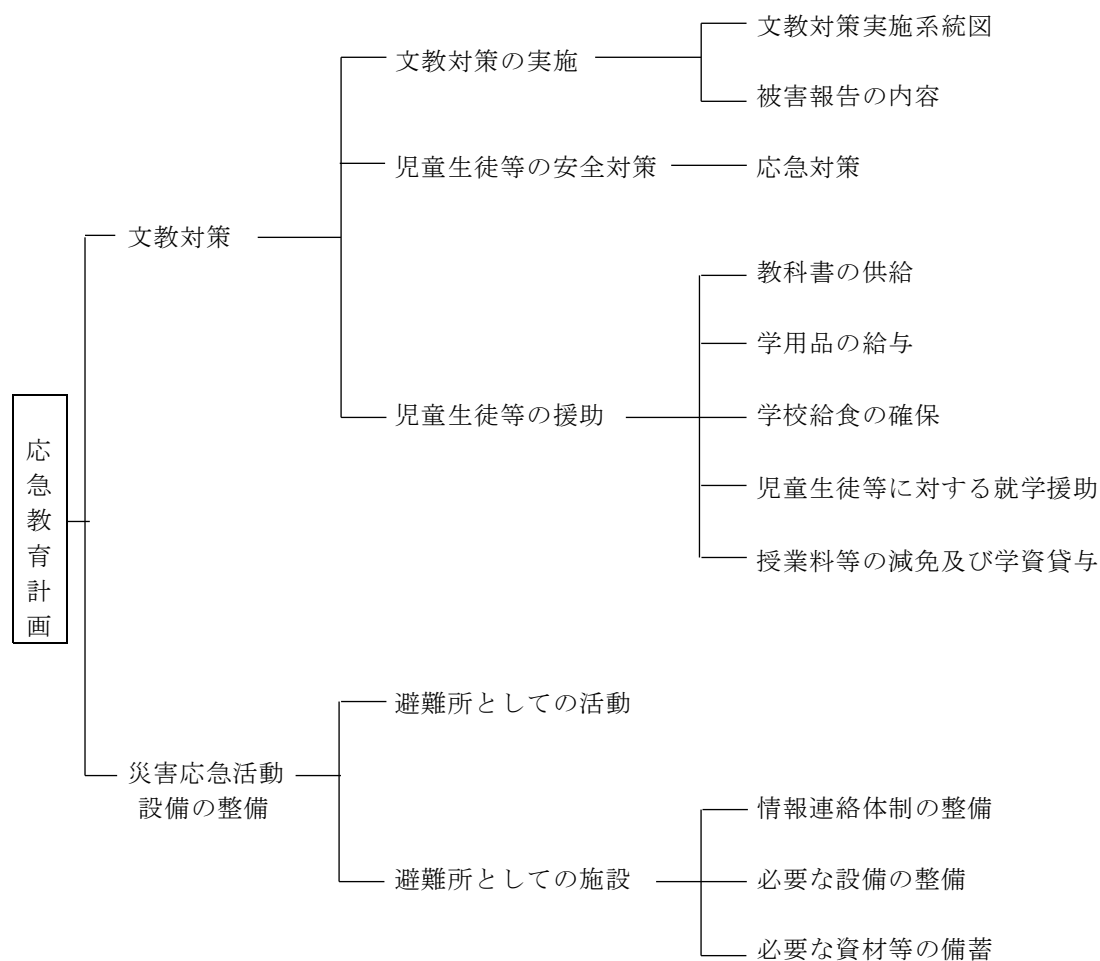 応急教育計画
文教対策
文教対策の実施
文教対策実施系統図
被害報告の内容
児童生徒等の安全対策
応急対策
児童生徒等の援助
教科書の供給
学用品の給与
学校給食の確保
児童生徒等に対する就学援助
授業料等の減免及び学資貸与
災害応急活動
設備の整備
避難所としての活動
避難所としての施設
情報連絡体制の整備
必要な設備の整備
必要な資材等の備蓄